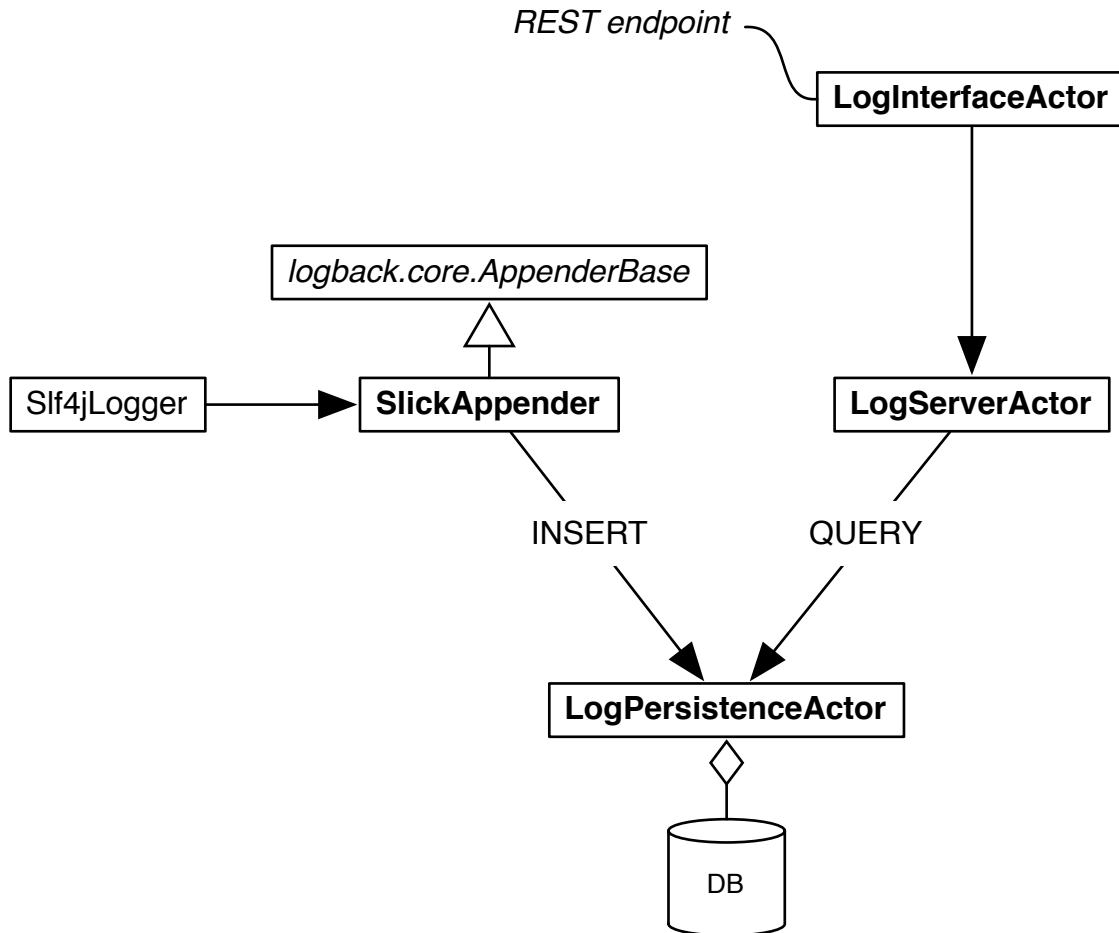 REST endpoint
LogInterfaceActor
logback.core.AppenderBase
Slf4jLogger
SlickAppender
LogServerActor
INSERT
QUERY
LogPersistenceActor
DB